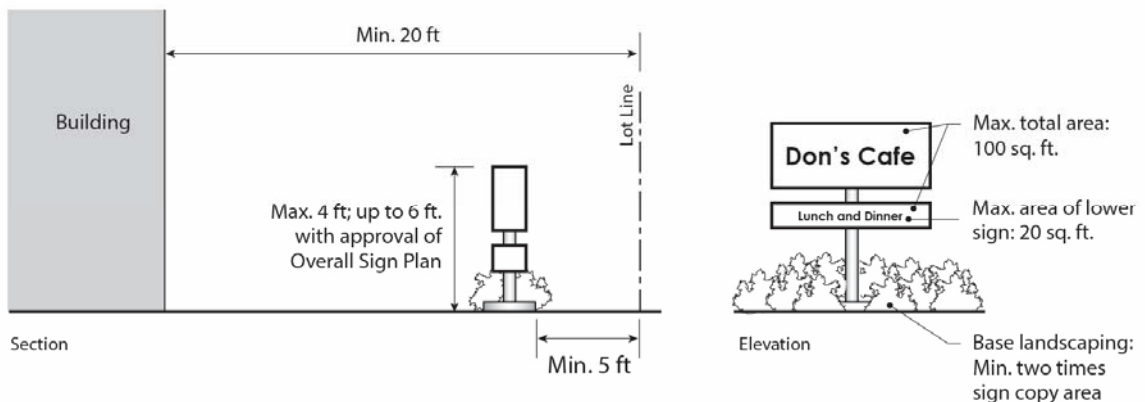 Min. 20 ft
Building
Lot Line
Max. 4 ft; up to 6 ft.
with approval of
Overall Sign Plan
Section
Min. 5 ft
Don's Cafe
Lunch and Dinner
Max. total area:
100 sq. ft.
Max. area of lower
sign: 20 sq. ft.
Elevation
Base landscaping:
Min. two times
sign copy area